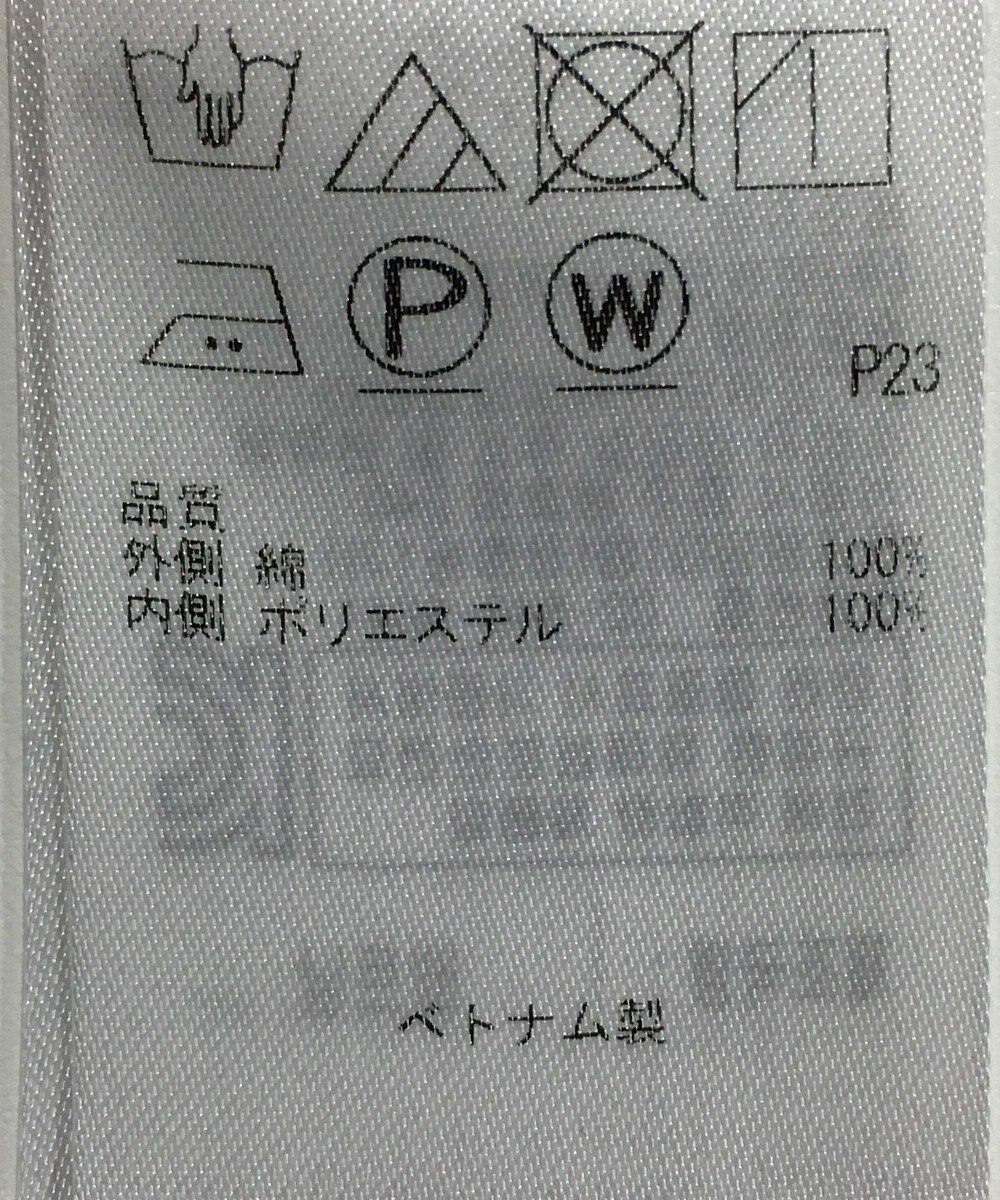 P W
P23
品質
外側 綿 100%
内側 ポリエステル 100%
ベトナム製